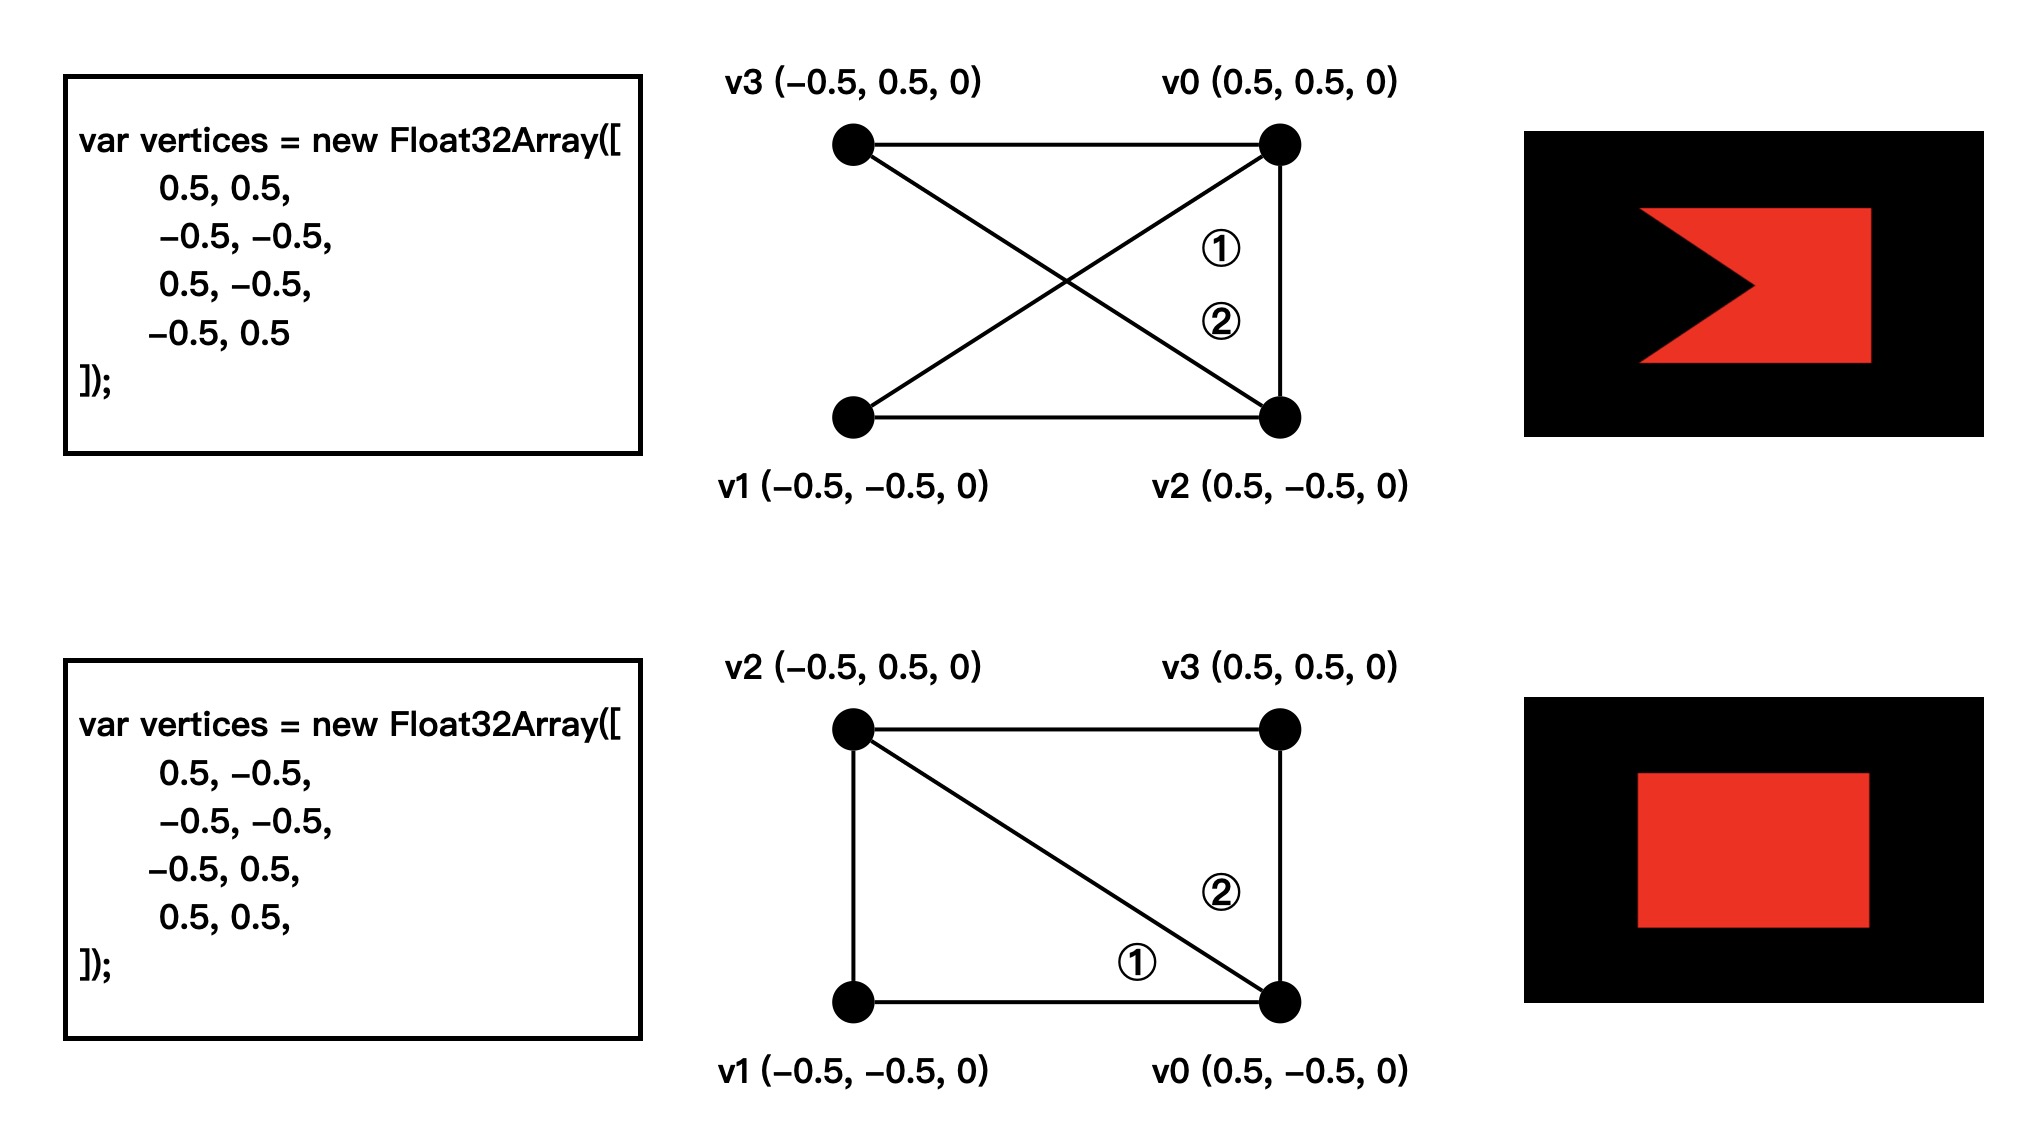 var vertices = new Float32Array([
0.5, 0.5,
−0.5, −0.5,
0.5, −0.5,
−0.5, 0.5
]);
v3 (−0.5, 0.5, 0)
v0 (0.5, 0.5, 0)
①
②
v1 (−0.5, −0.5, 0)
v2 (0.5, −0.5, 0)
var vertices = new Float32Array([
0.5, −0.5,
−0.5, −0.5,
−0.5, 0.5,
0.5, 0.5,
]);
v2 (−0.5, 0.5, 0)
v3 (0.5, 0.5, 0)
②
①
v1 (−0.5, −0.5, 0)
v0 (0.5, −0.5, 0)